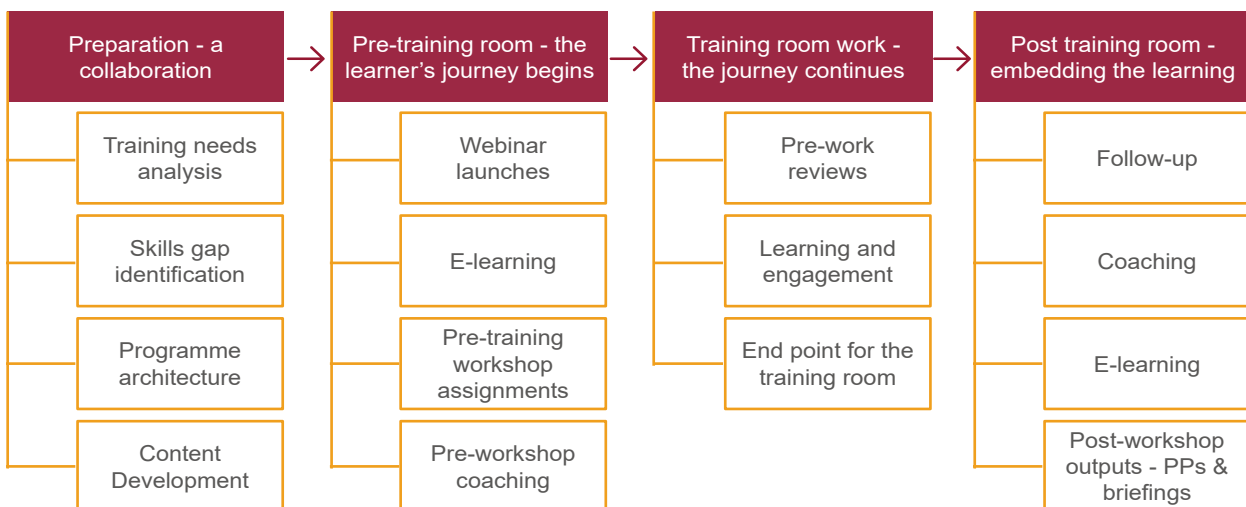 Preparation - a
collaboration
Pre-training room - the
learner's journey begins
Training room work -
the journey continues
Post training room -
embedding the learning
Training needs
analysis
Skills gap
identification
Programme
architecture
Content
Development
Webinar
launches
E-learning
Pre-training
workshop
assignments
Pre-workshop
coaching
Pre-work
reviews
Learning and
engagement
End point for the
training room
Follow-up
Coaching
E-learning
Post-workshop
outputs - PPs &
briefings